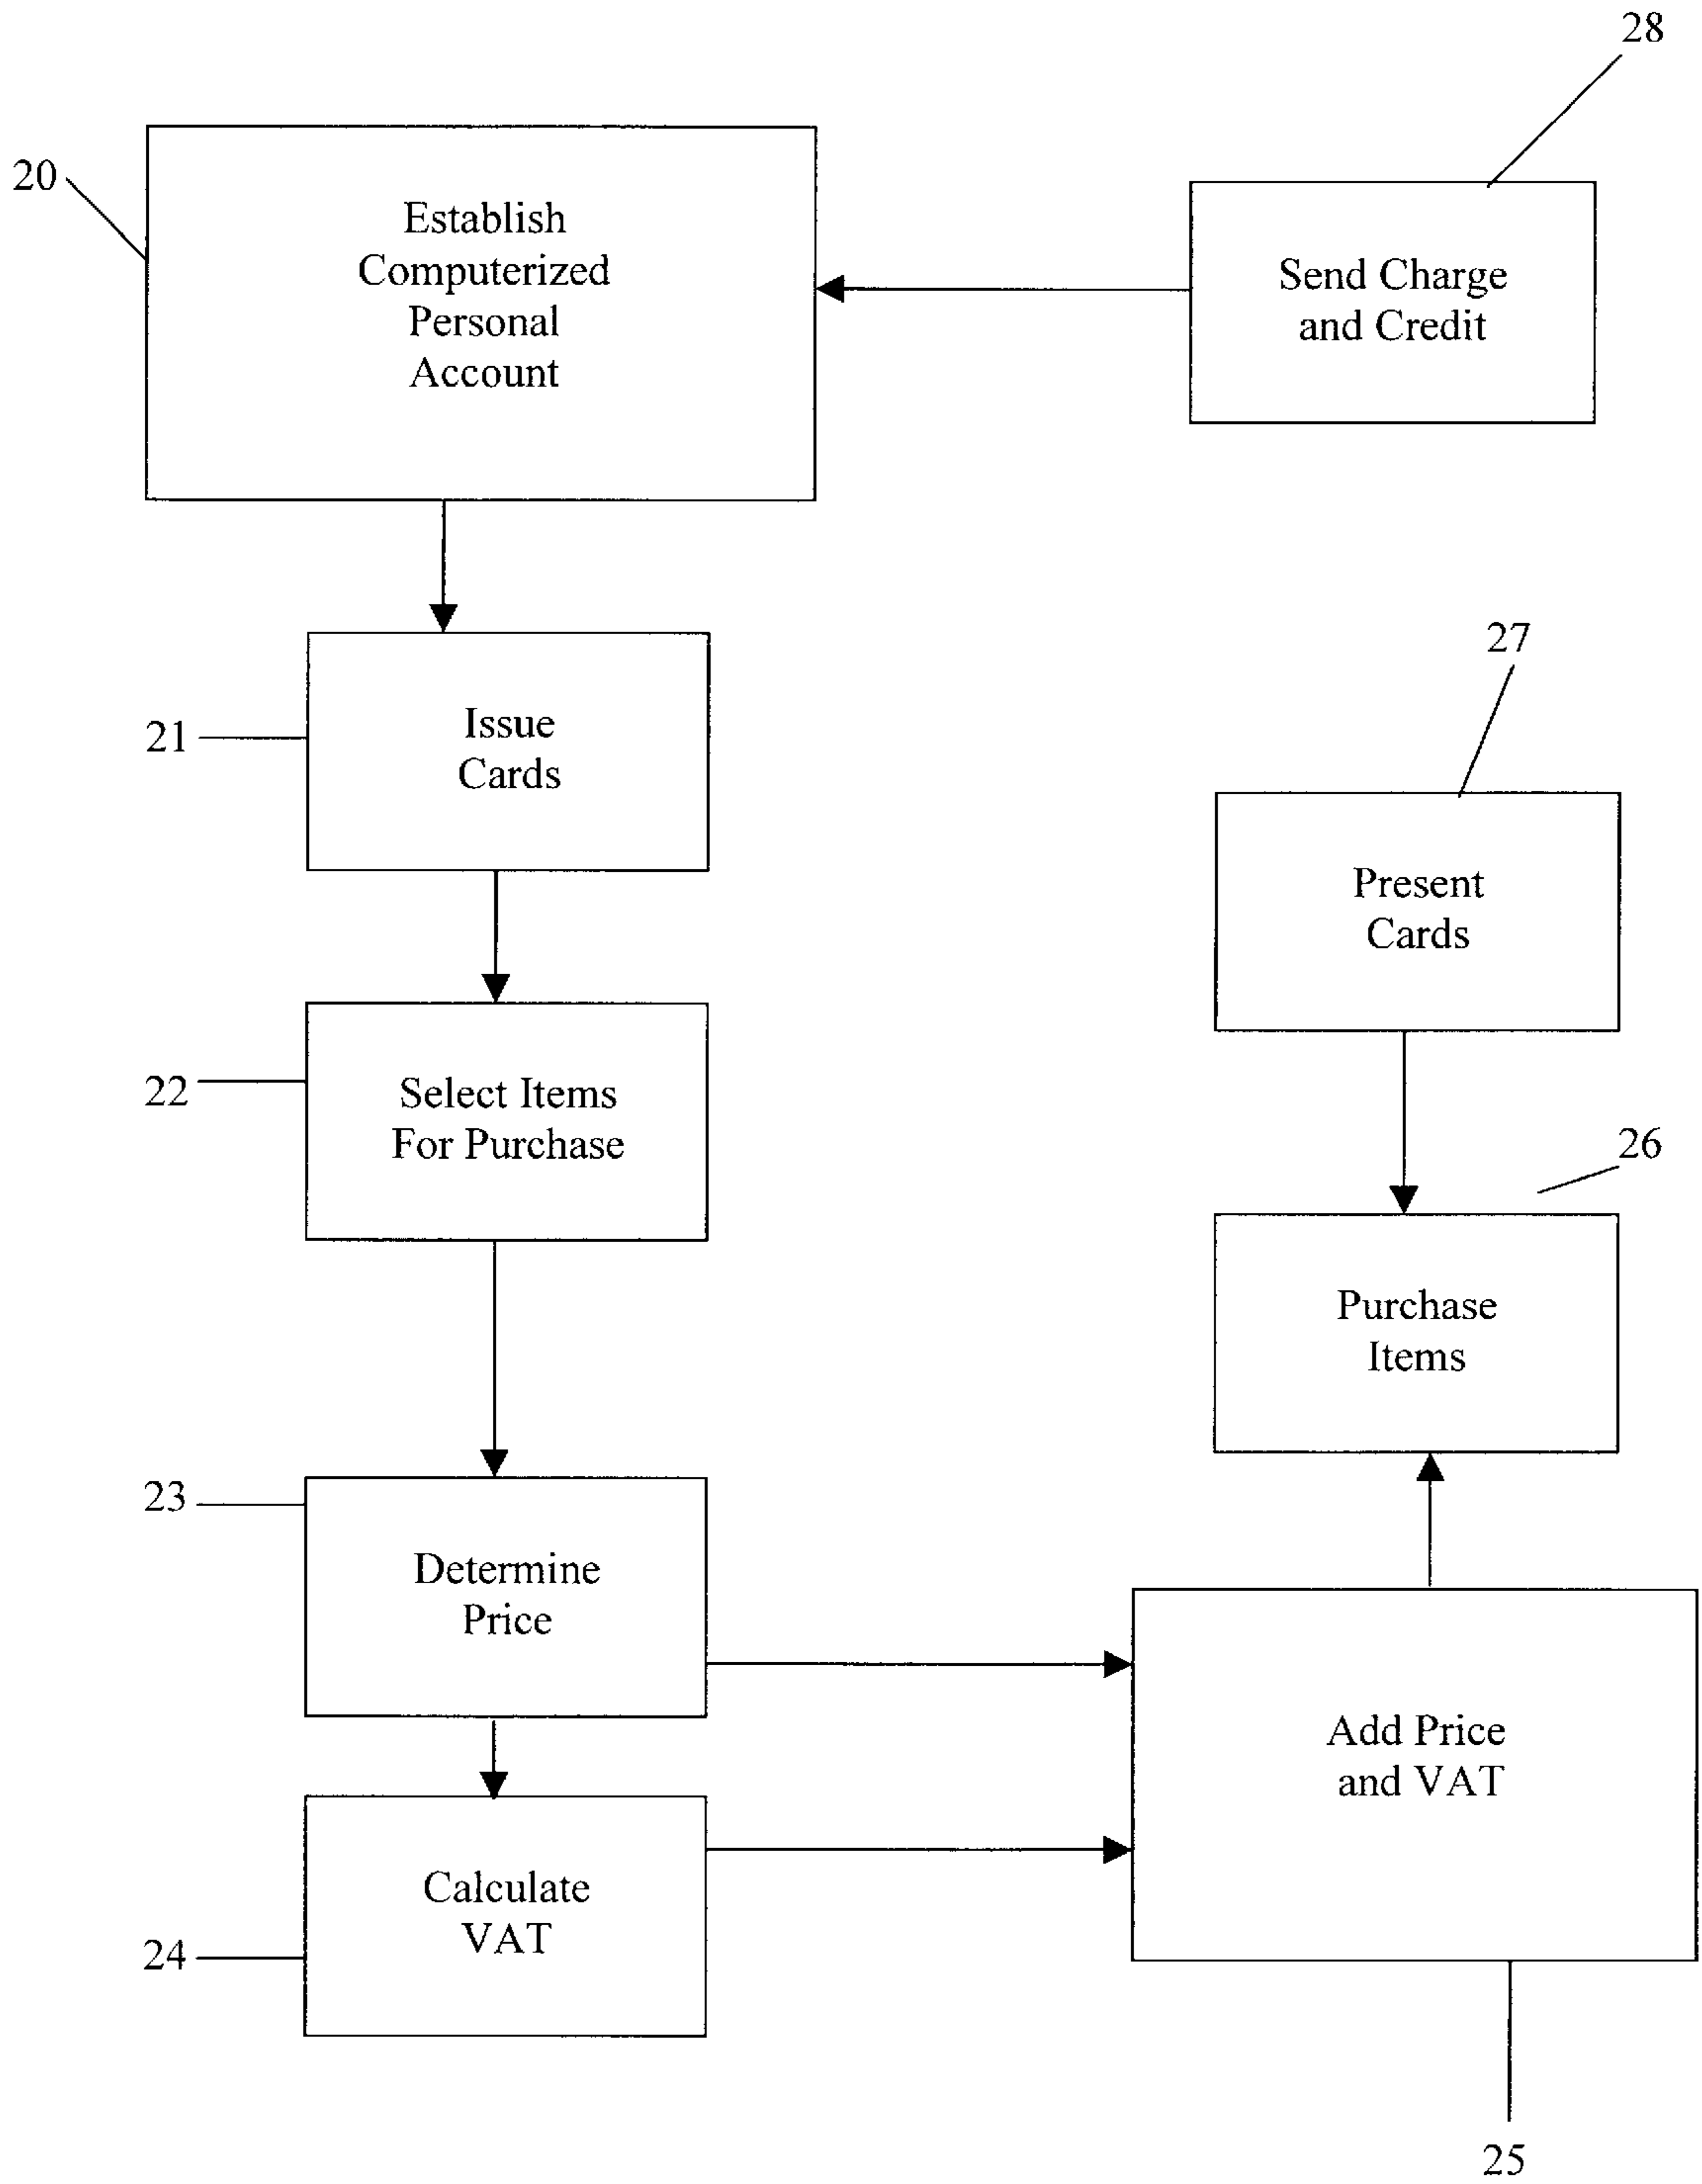 28
20
Establish
Computerized
Personal
Account
Send Charge
and Credit
21
Issue
Cards
27
Present
Cards
22
Select Items
For Purchase
26
Purchase
Items
23
Determine
Price
Add Price
and VAT
24
Calculate
VAT
25